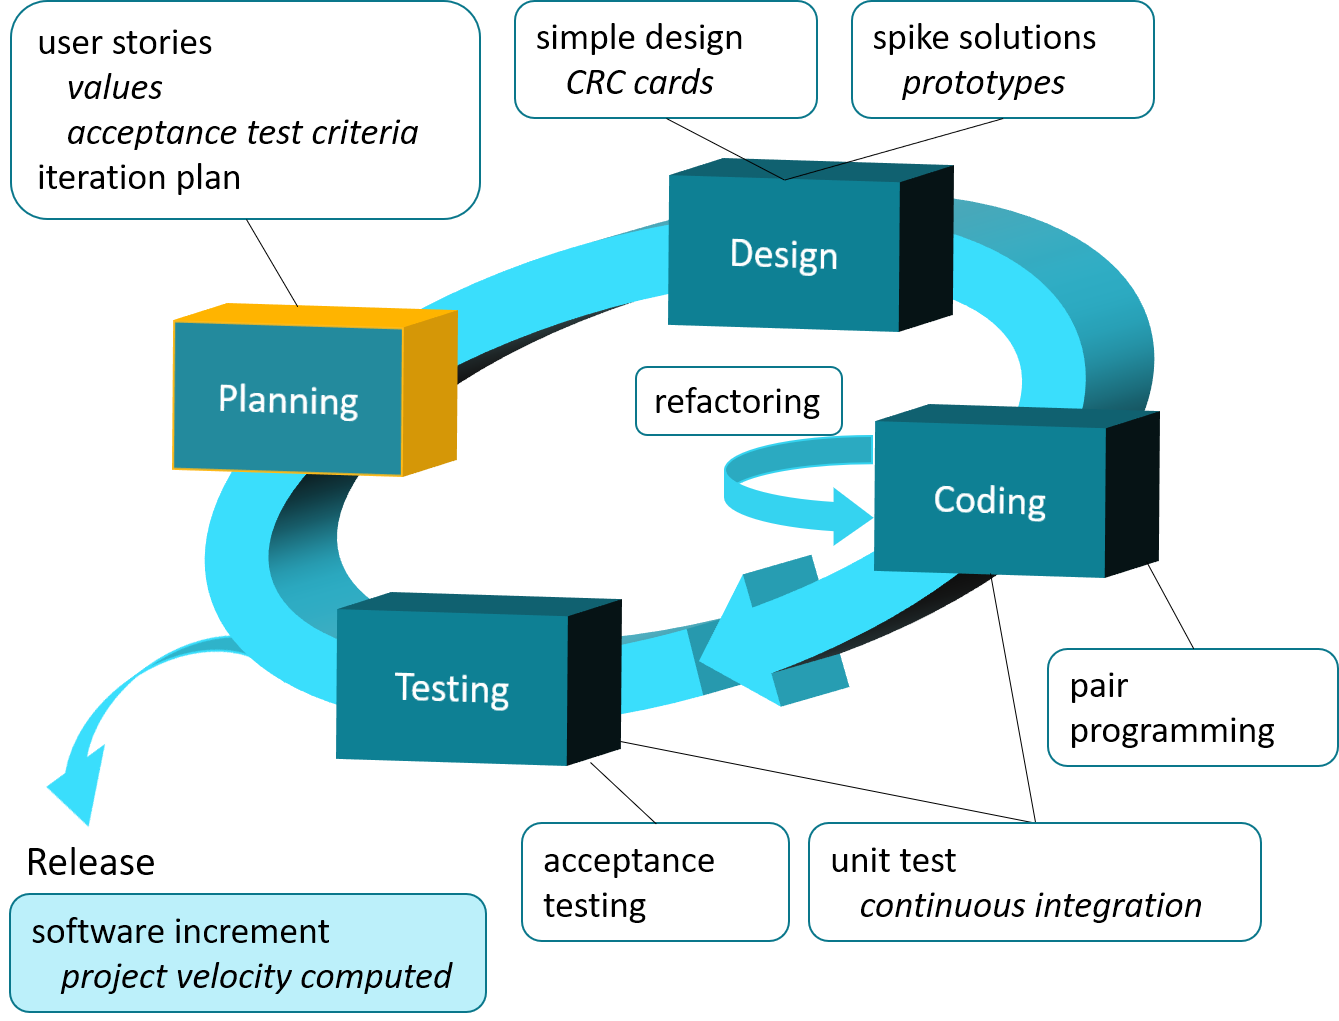 user stories
values
acceptance test criteria
iteration plan
simple design
CRC cards
spike solutions
prototypes
Design
Planning
refactoring
Coding
Testing
pair
programming
Release
software increment
project velocity computed
acceptance
testing
unit test
continuous integration